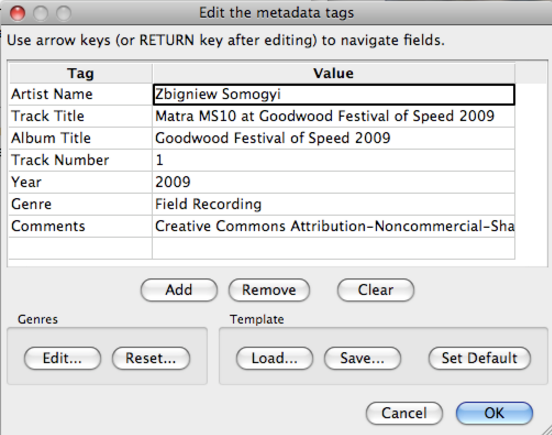 Edit the metadata tags
Use arrow keys (or RETURN key after editing) to navigate fields.
Tag Value
Artist Name Zbigniew Somogyi
Track Title Matra MS10 at Goodwood Festival of Speed 2009
Album Title Goodwood Festival of Speed 2009
Track Number 1
Year 2009
Genre Field Recording
Comments Creative Commons Attribution-Noncommercial-Sha
Add Remove Clear
Genres Template
Edit... Reset... Load... Save... Set Default
Cancel OK